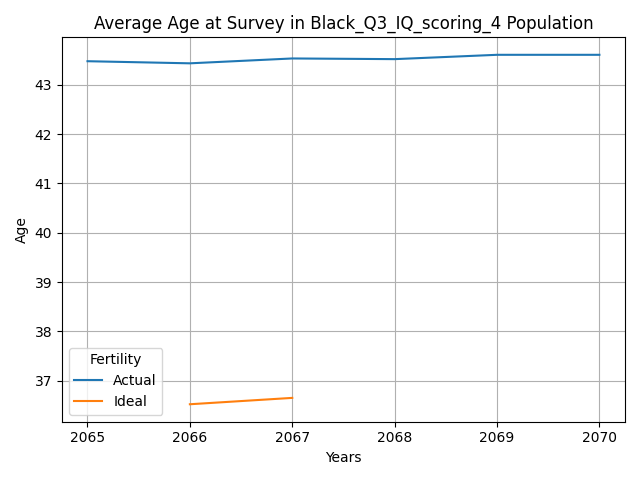 Average Age at Survey in Black_Q3_IQ_scoring_4 Population
Age
43
42
41
40
39
38
37
Fertility
Actual
Ideal
2065 2066 2067 2068 2069 2070
Years